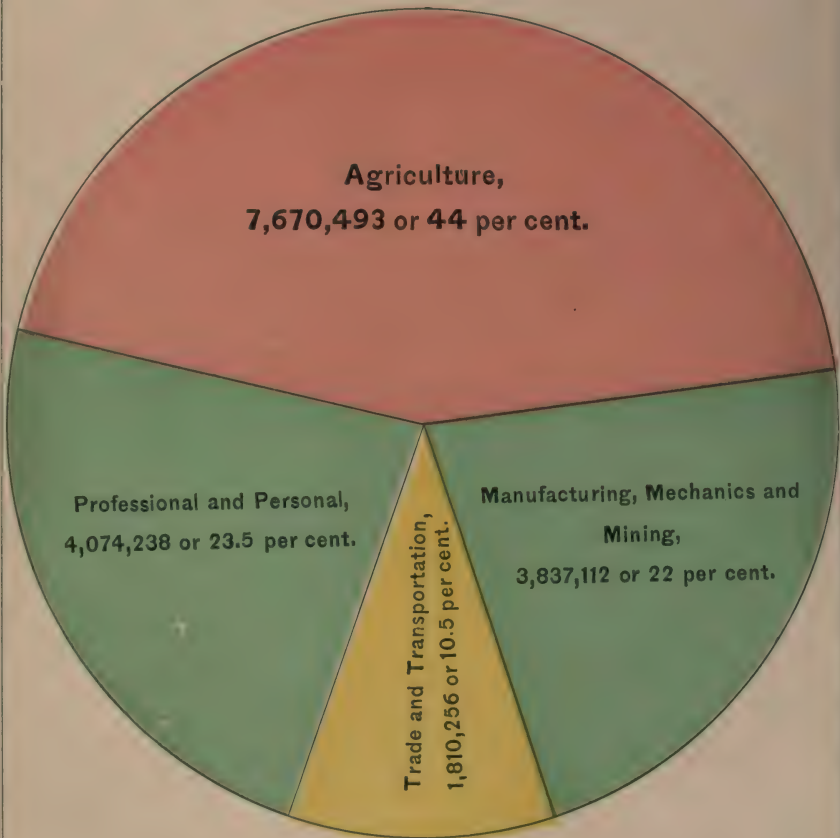 Agriculture,
7,670,493 or 44 per cent.
Professional and Personal,
4,074,238 or 23.5 per cent.
Trade and Transportation,
1,810,256 or 10.5 per cent.
Manufacturing, Mechanics and
Mining,
3,837,112 or 22 per cent.